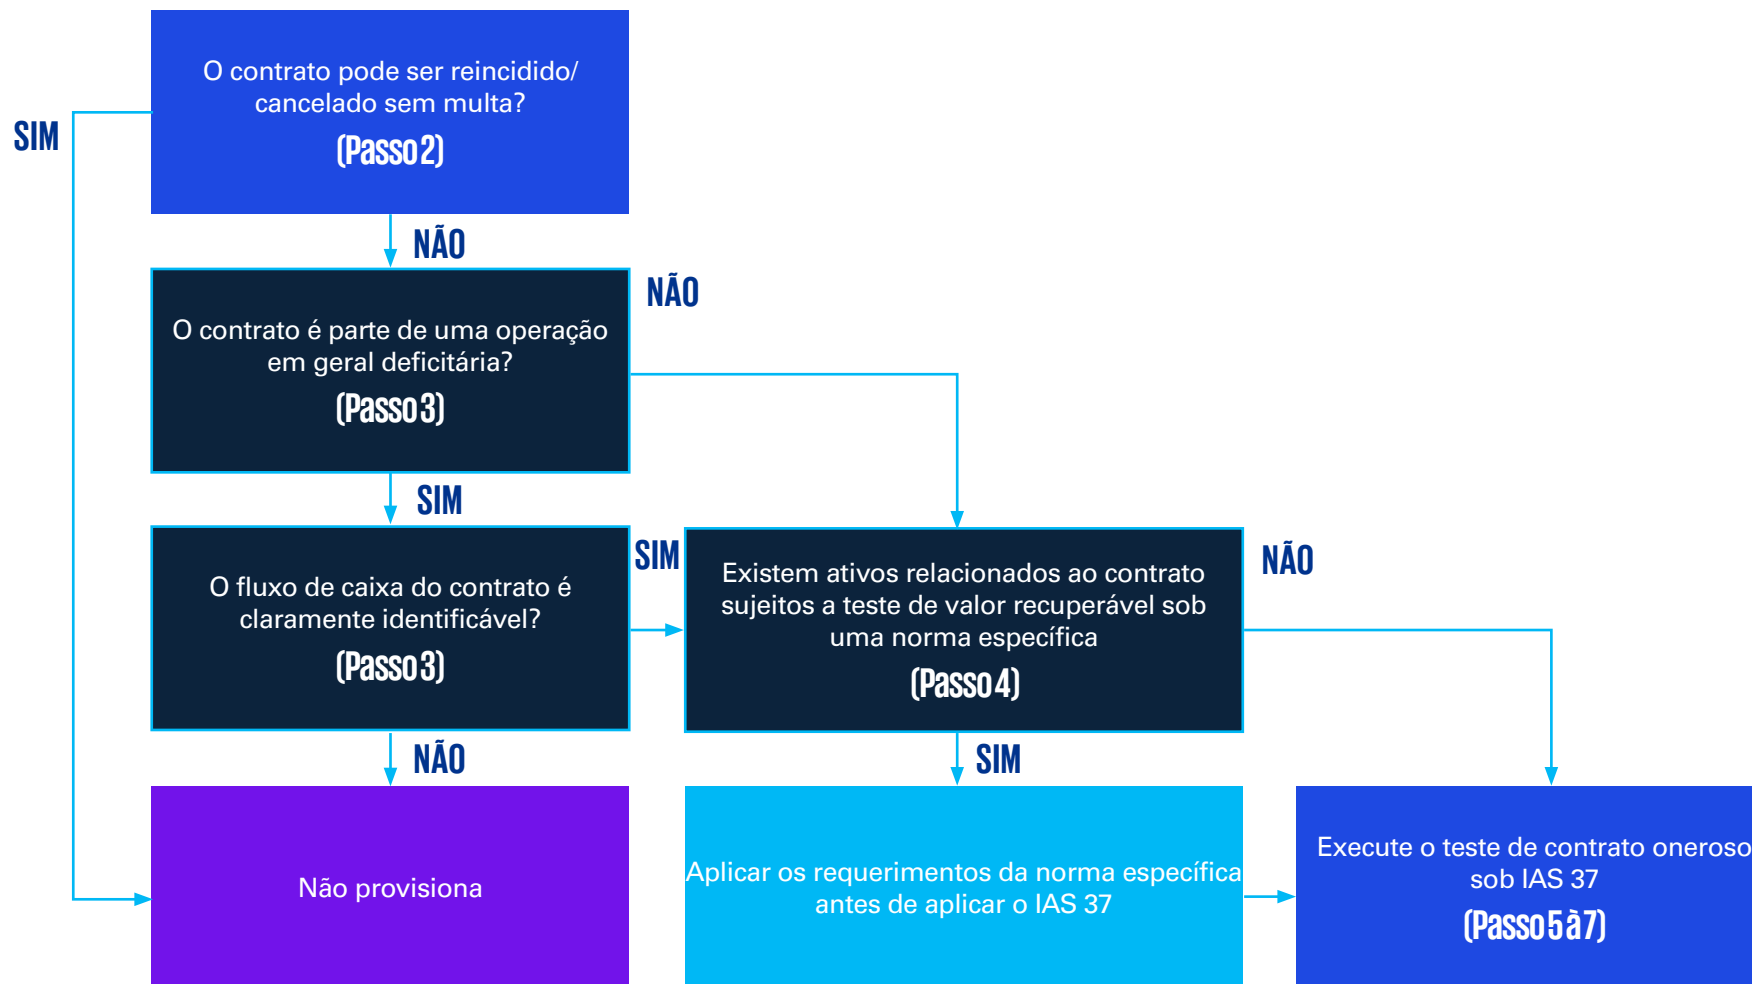 O contrato pode ser reincidido/
cancelado sem multa?
(Passo 2)
SIM
NÃO
O contrato é parte de uma operação
em geral deficitária?
(Passo 3)
NÃO
SIM
O fluxo de caixa do contrato é
claramente identificável?
(Passo 3)
SIM
Existem ativos relacionados ao contrato
sujeitos a teste de valor recuperável sob
uma norma específica
(Passo 4)
NÃO
NÃO
SIM
Não provisiona
Aplicar os requerimentos da norma específica
antes de aplicar o IAS 37
Execute o teste de contrato oneroso
sob IAS 37
(Passo 5 à 7)